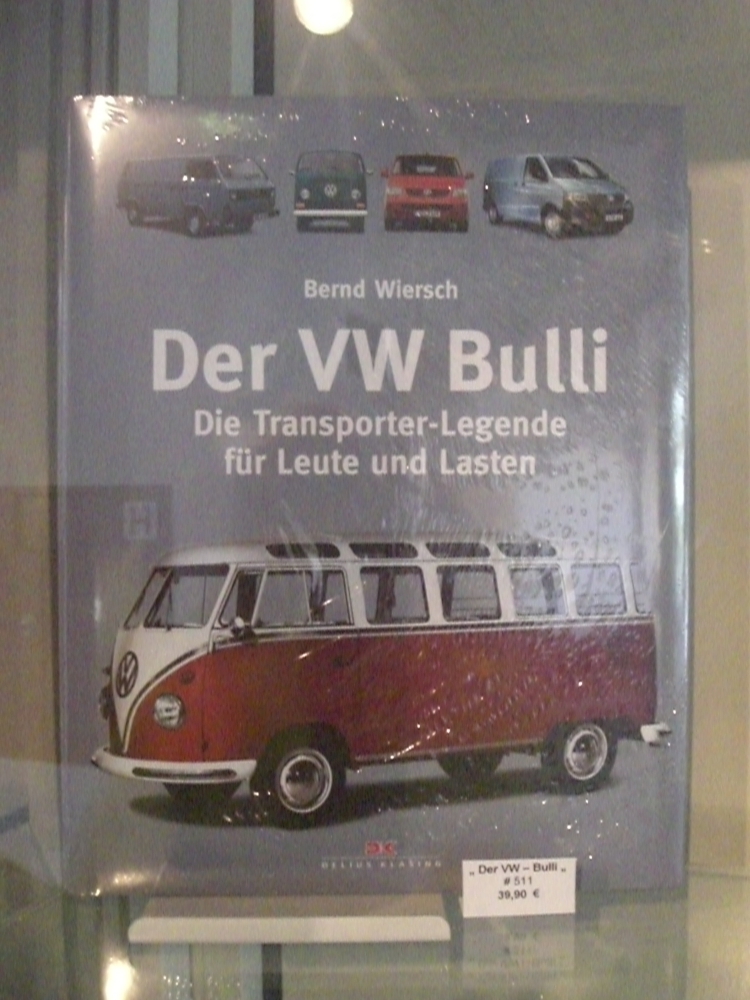 Bernd Wiersch
Der VW Bulli
Die Transporter-Legende
für Leute und Lasten
DELIUS KLASING
„ Der VW – Bulli „
# 511
39,90 €